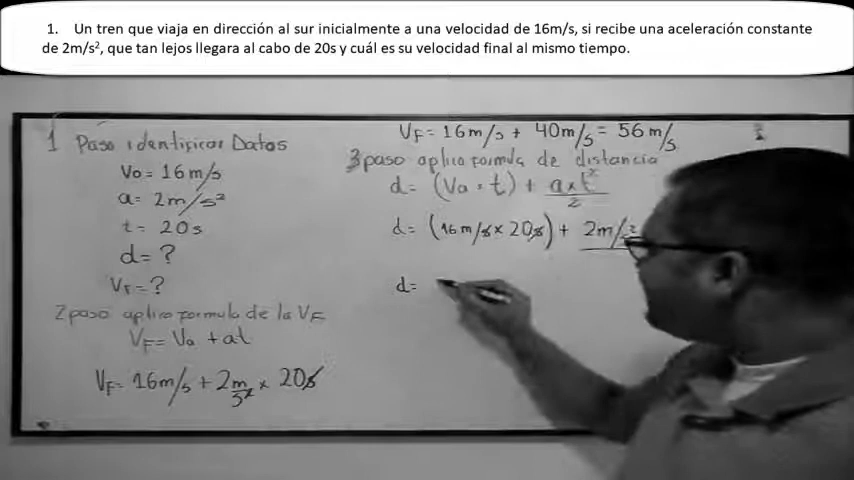 1. Un tren que viaja en dirección al sur inicialmente a una velocidad de 16m/s, si recibe una aceleración constante
de 2m/s², que tan lejos llegara al cabo de 20s y cuál es su velocidad final al mismo tiempo.
1 Paso identificar Datos
Vo = 16 m/s
a = 2m/s²
t = 20s
d = ?
VF = ?
2 paso aplico formula de la VF
VF = Vo + at
VF = 16m/s + 2m/s² x 20s
VF = 16m/s + 40m/s = 56 m/s
3 paso aplico formula de distancia
d = (Vo · t) + axt²/2
d = (16m/s x 20s) + 2m/
d =